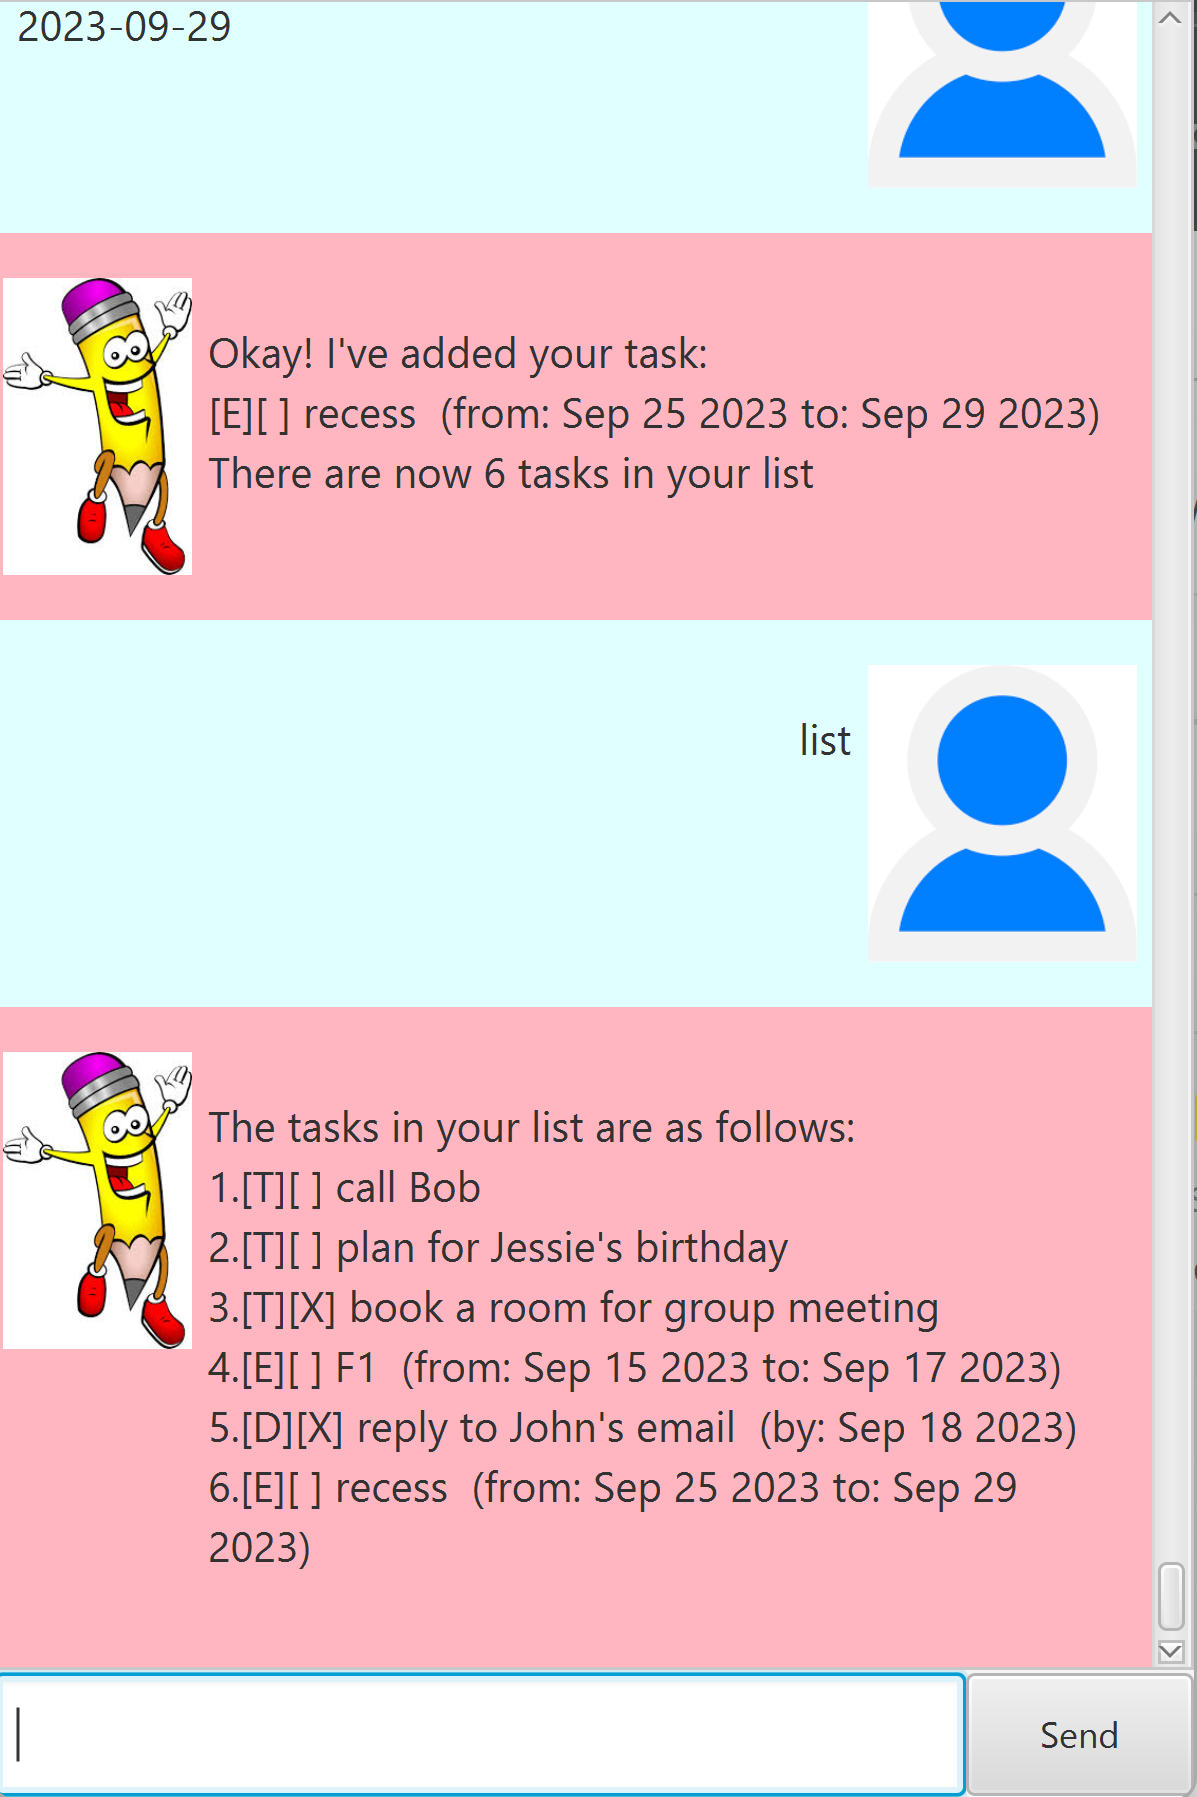 2023-09-29
Okay! I've added your task:
[E][ ] recess  (from: Sep 25 2023 to: Sep 29 2023)
There are now 6 tasks in your list
list
The tasks in your list are as follows:
1.[T][ ] call Bob
2.[T][ ] plan for Jessie's birthday
3.[T][X] book a room for group meeting
4.[E][ ] F1  (from: Sep 15 2023 to: Sep 17 2023)
5.[D][X] reply to John's email  (by: Sep 18 2023)
6.[E][ ] recess  (from: Sep 25 2023 to: Sep 29
2023)
Send